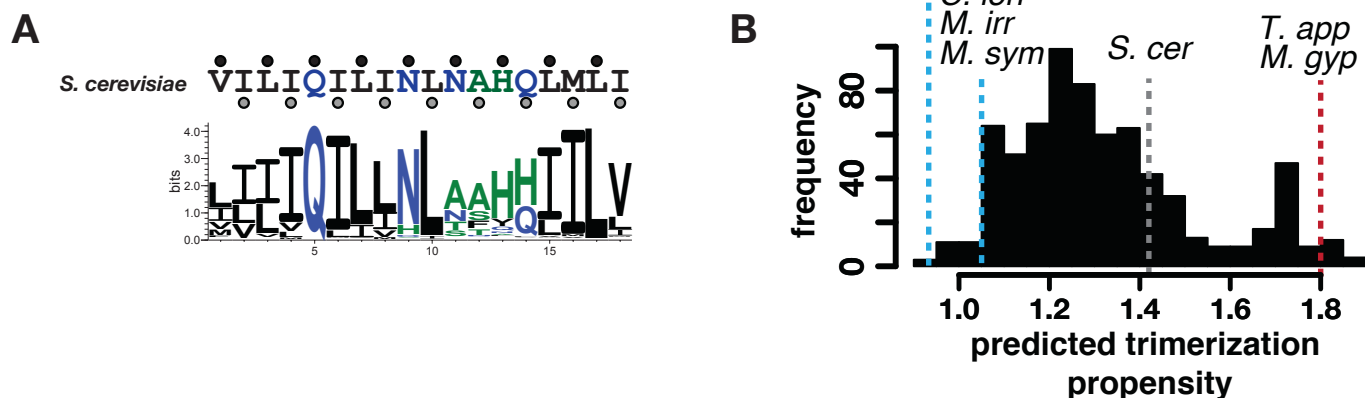 A
B
S. cerevisiae
VILIQILINLNAHQLMLI
4.0
3.0
2.0
1.0
0.0
bits
5
10
15
M. irr
M. sym
S. cer
T. app
M. gyp
frequency
80
40
0
1.0
1.2
1.4
1.6
1.8
predicted trimerization
propensity